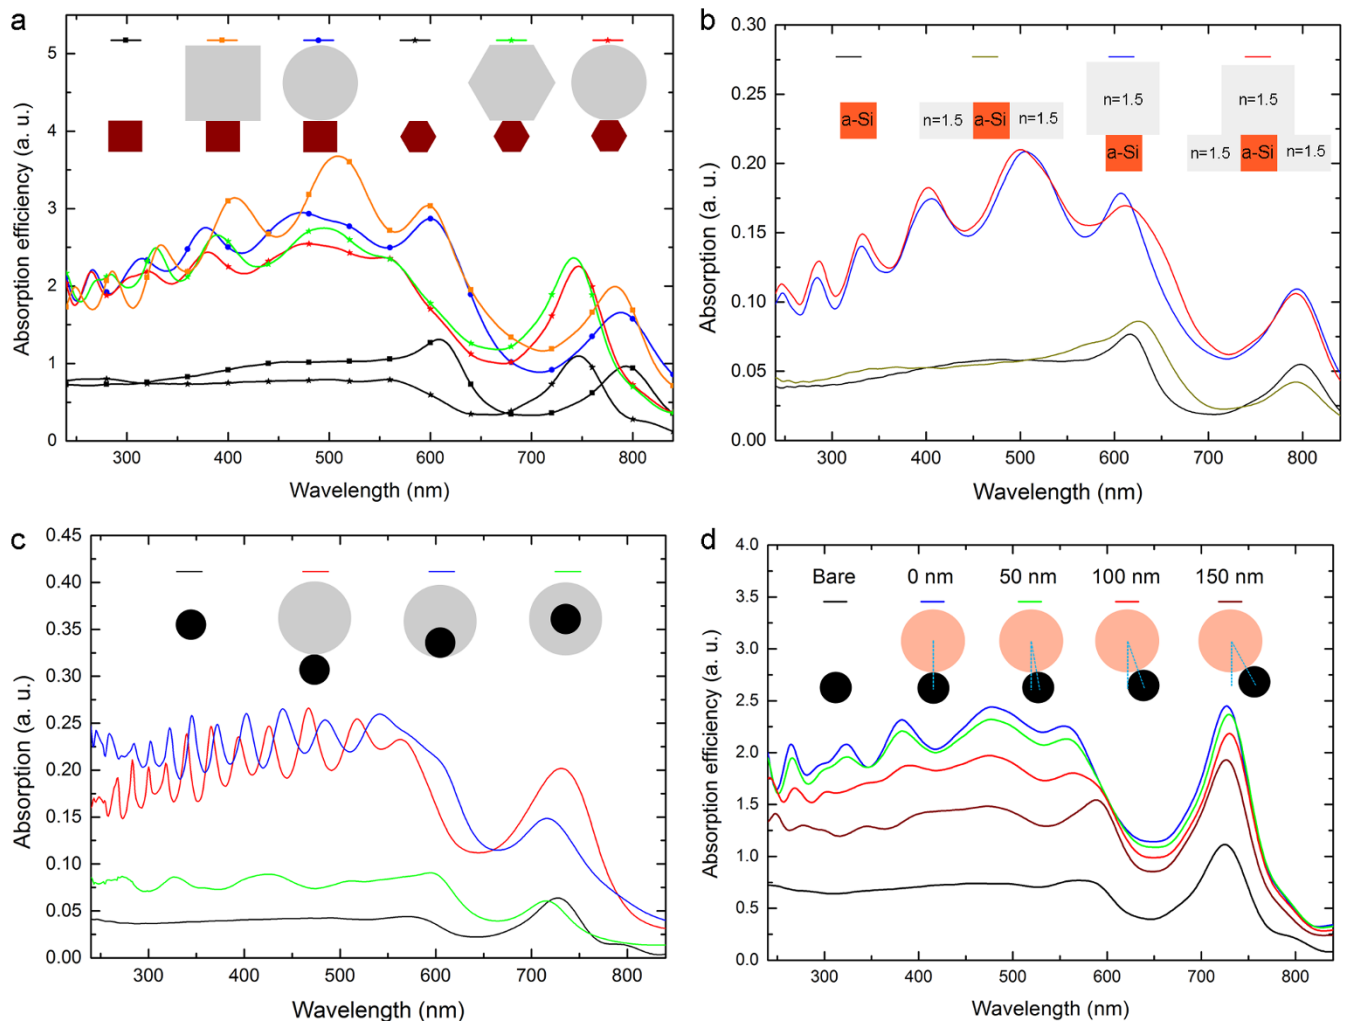 a
Absorption efficiency (a. u.)
5
4
3
2
1
0
300 400 500 600 700 800
Wavelength (nm)
b
Absorption (a. u.)
0.30
0.25
0.20
0.15
0.10
0.05
0.00
n=1.5 n=1.5
a-Si n=1.5 a-Si n=1.5 a-Si n=1.5 a-Si n=1.5
300 400 500 600 700 800
Wavelength (nm)
c
Absorption (a. u.)
0.45
0.40
0.35
0.30
0.25
0.20
0.15
0.10
0.05
0.00
300 400 500 600 700 800
Wavelength (nm)
d
Absorption efficiency (a. u.)
4.0
3.5
3.0
2.5
2.0
1.5
1.0
0.5
0.0
Bare 0 nm 50 nm 100 nm 150 nm
300 400 500 600 700 800
Wavelength (nm)